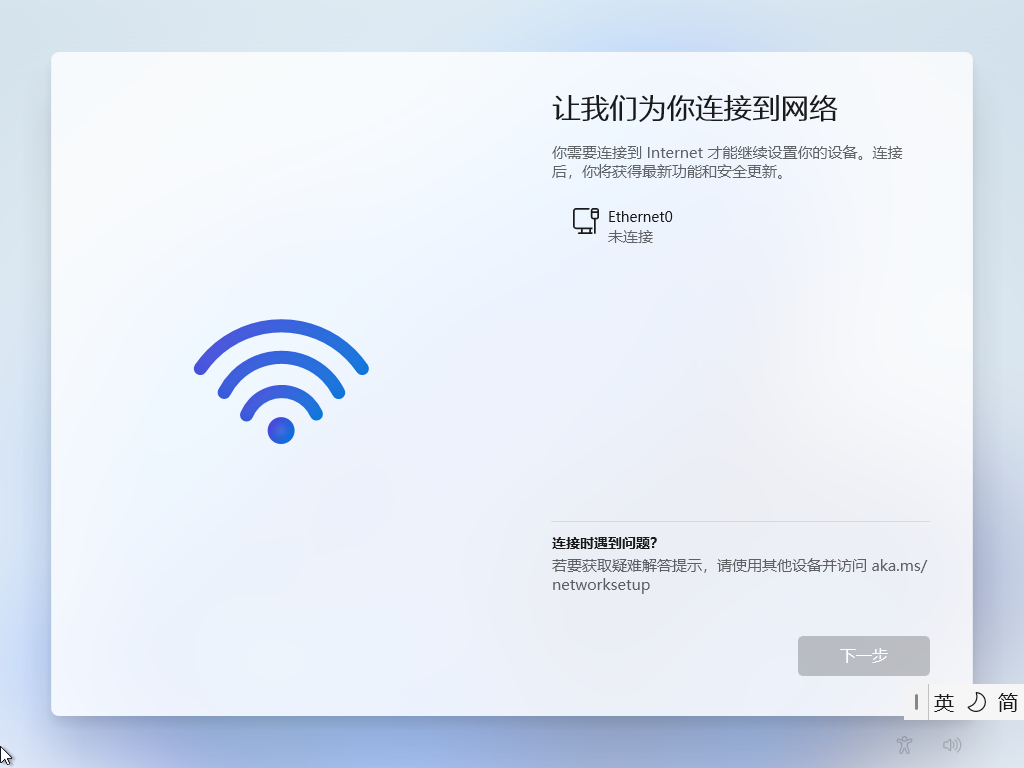 让我们为你连接到网络
你需要连接到 Internet 才能继续设置你的设备。连接
后，你将获得最新功能和安全更新。
Ethernet0
未连接
连接时遇到问题?
若要获取疑难解答提示，请使用其他设备并访问 aka.ms/
networksetup
下一步
英 简